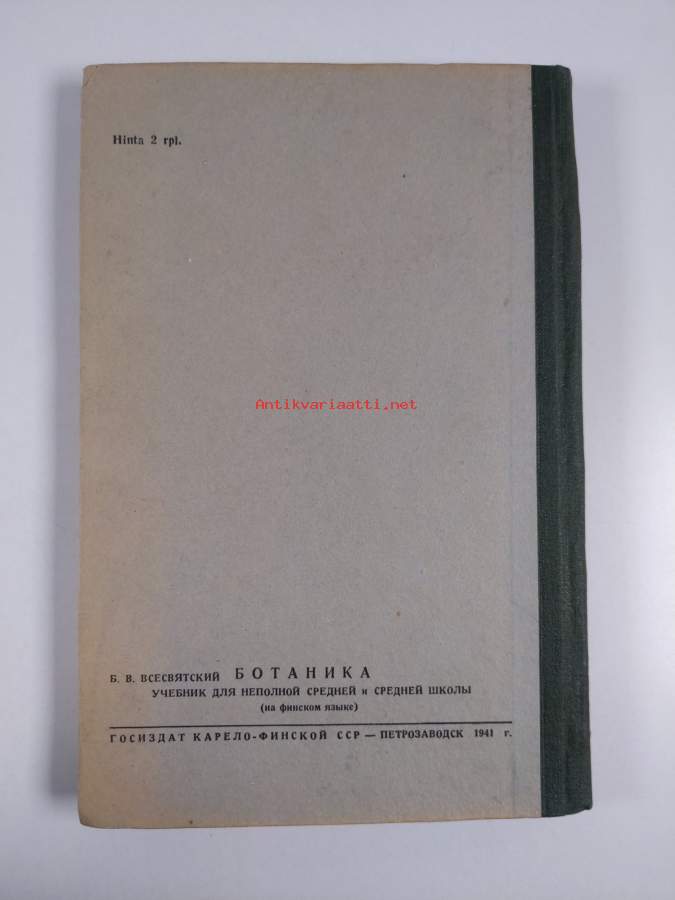 Hinta 2 rpl.
Antikvariaatti.net
Б. В. ВСЕСВЯТСКИЙ БОТАНИКА
УЧЕБНИК ДЛЯ НЕПОЛНОЙ СРЕДНЕЙ и СРЕДНЕЙ ШКОЛЫ
(на финском языке)
ГОСИЗДАТ КАРЕЛО-ФИНСКОЙ ССР — ПЕТРОЗАВОДСК 1941 г.